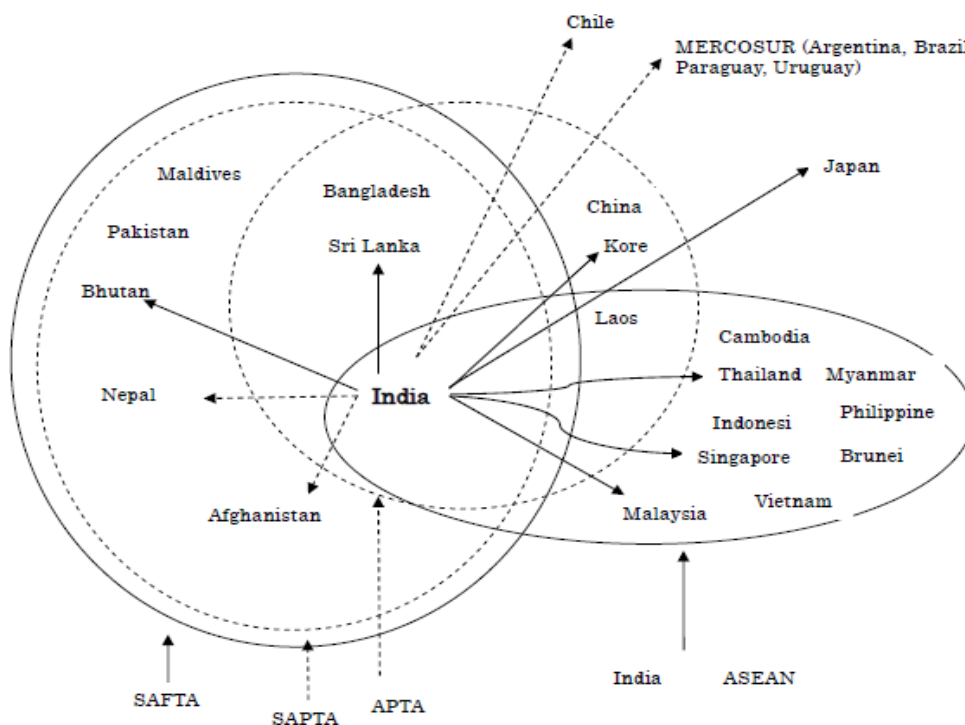 Chile
MERCOSUR (Argentina, Brazil
Paraguay, Uruguay)
Japan
Maldives
Bangladesh
China
Pakistan
Sri Lanka
Kore
Bhutan
Laos
Cambodia
Nepal
India
Thailand Myanmar
Indonesi Philippine
Singapore Brunei
Afghanistan
Malaysia
Vietnam
SAFTA
SAPTA
APTA
India ASEAN